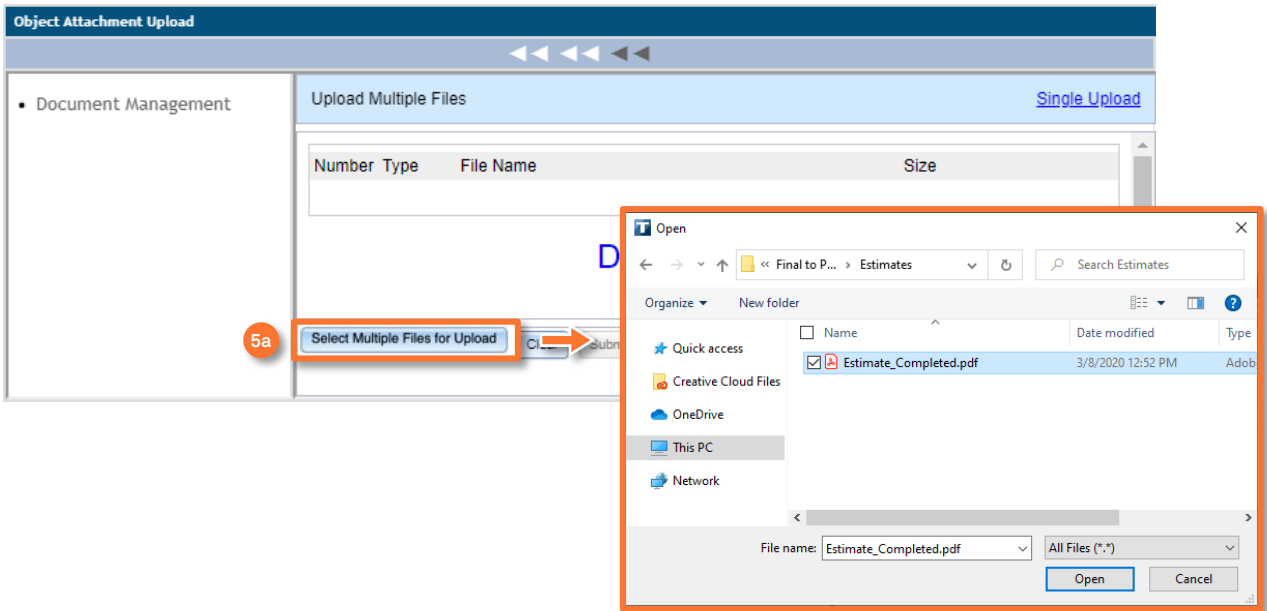 Object Attachment Upload
• Document Management
Upload Multiple Files
Single Upload
Number Type File Name Size
D
5a
Select Multiple Files for Upload
Open
« Final to P... › Estimates
Search Estimates
Organize
New folder
Name
Date modified
Type
Quick access
Estimate_Completed.pdf
3/8/2020 12:52 PM
Adob
Creative Cloud Files
OneDrive
This PC
Network
File name: Estimate_Completed.pdf
All Files (*.*)
Open
Cancel